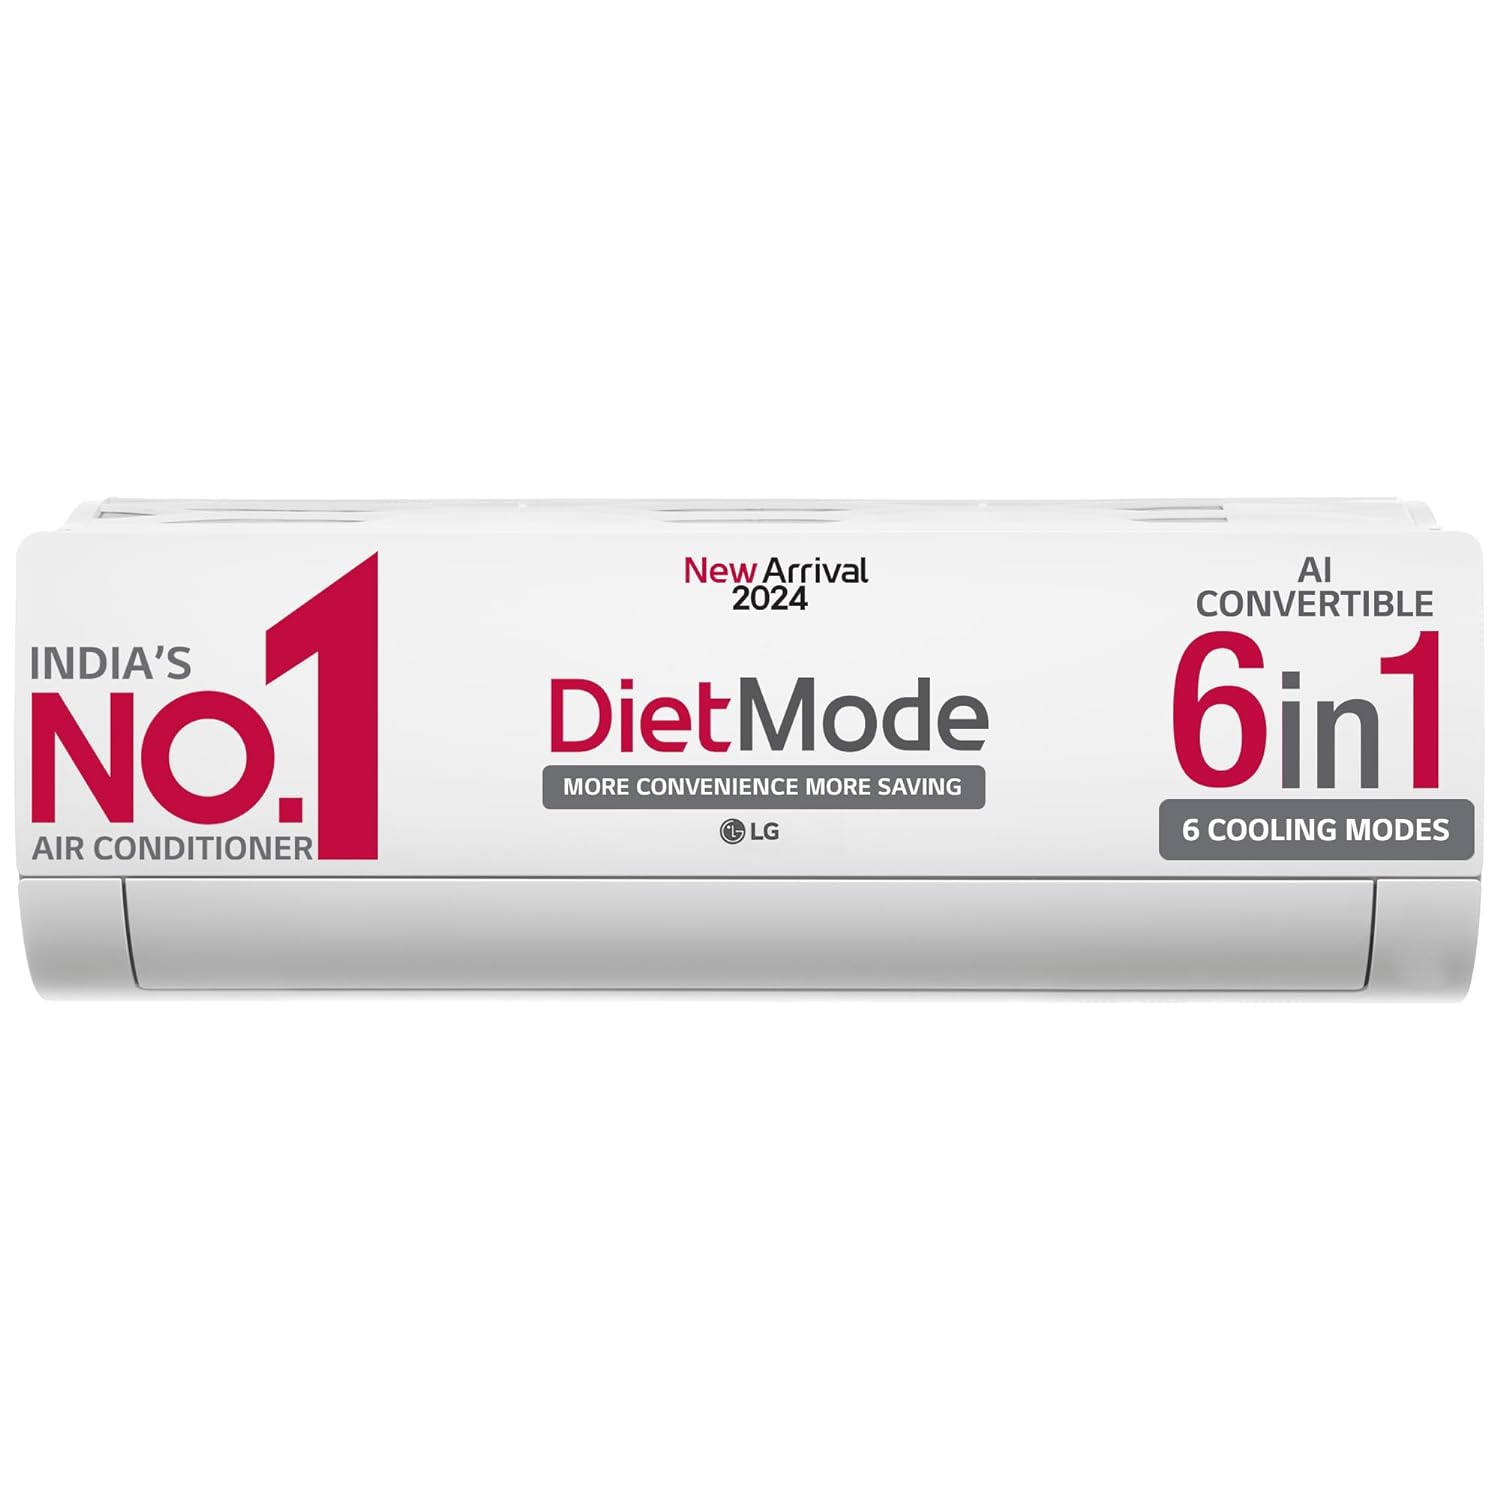 INDIA'S
NO.1
AIR CONDITIONER
New Arrival
2024
DietMode
MORE CONVENIENCE MORE SAVING
LG
AI
CONVERTIBLE
6in1
6 COOLING MODES